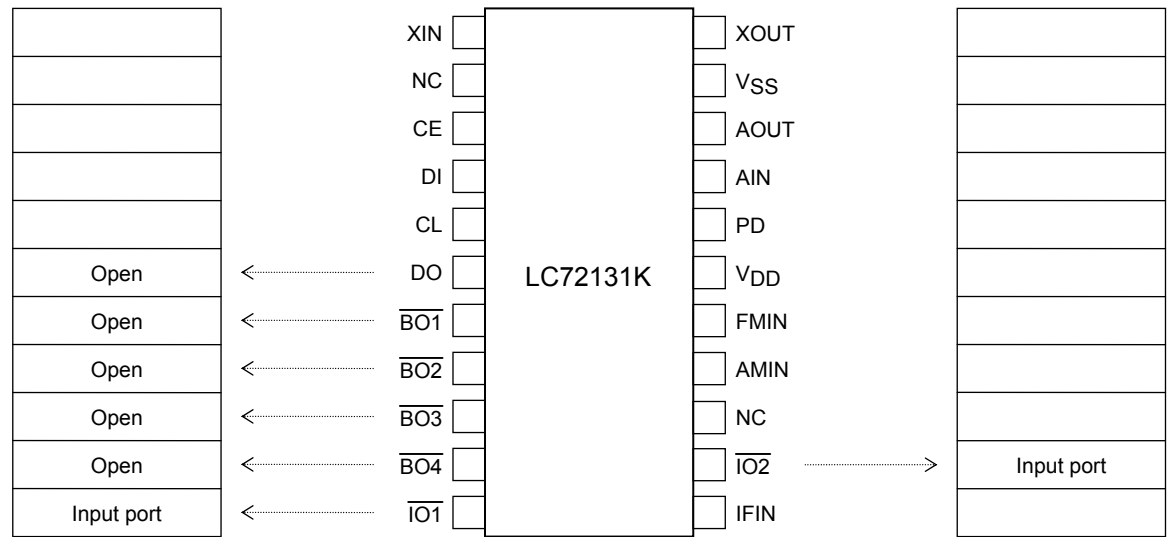 XIN XOUT
NC VSS
CE AOUT
DI AIN
CL PD
Open DO LC72131K VDD
Open BO1 FMIN
Open BO2 AMIN
Open BO3 NC
Open BO4 IO2 Input port
Input port IO1 IFIN